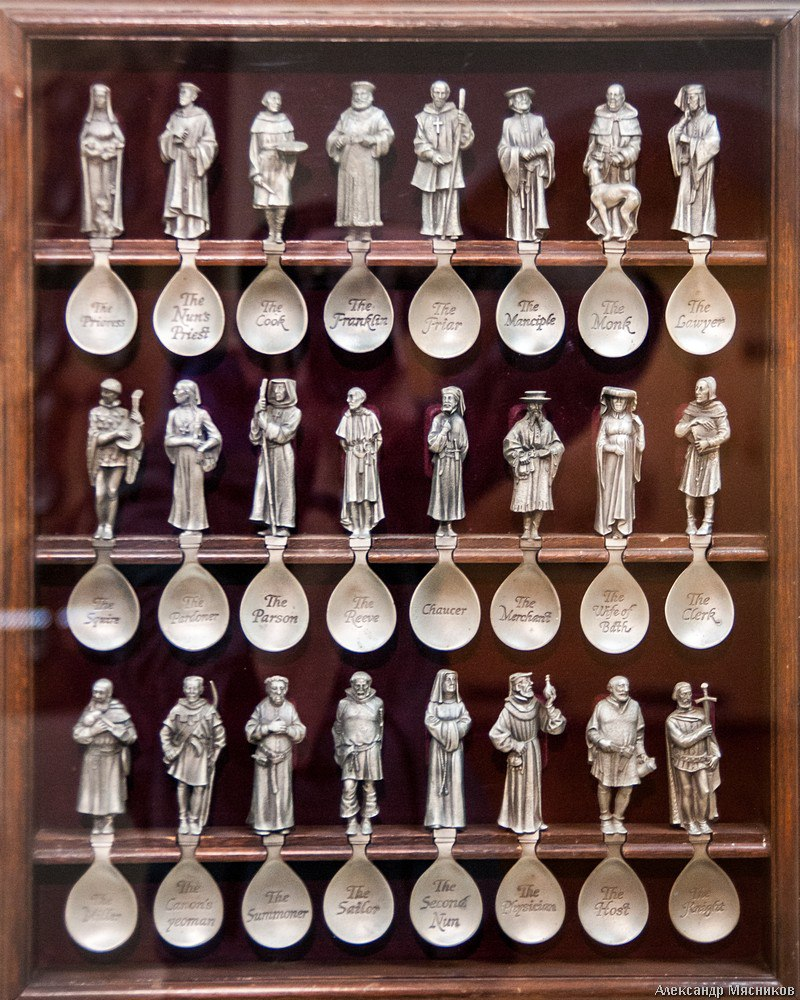 The
Prioress
The
Nun's
Priest
The
Cook
The
Franklin
The
Friar
The
Manciple
The
Monk
The
Lawyer
The
Squire
The
Pardoner
The
Parson
The
Reeve
Chaucer
The
Merchant
The
Wife of
Bath
The
Clerk
The
Miller
The
Canon's
yeoman
The
Summoner
The
Sailor
The
Second
Nun
The
Physician
The
Host
The
Knight
Александр Мясников